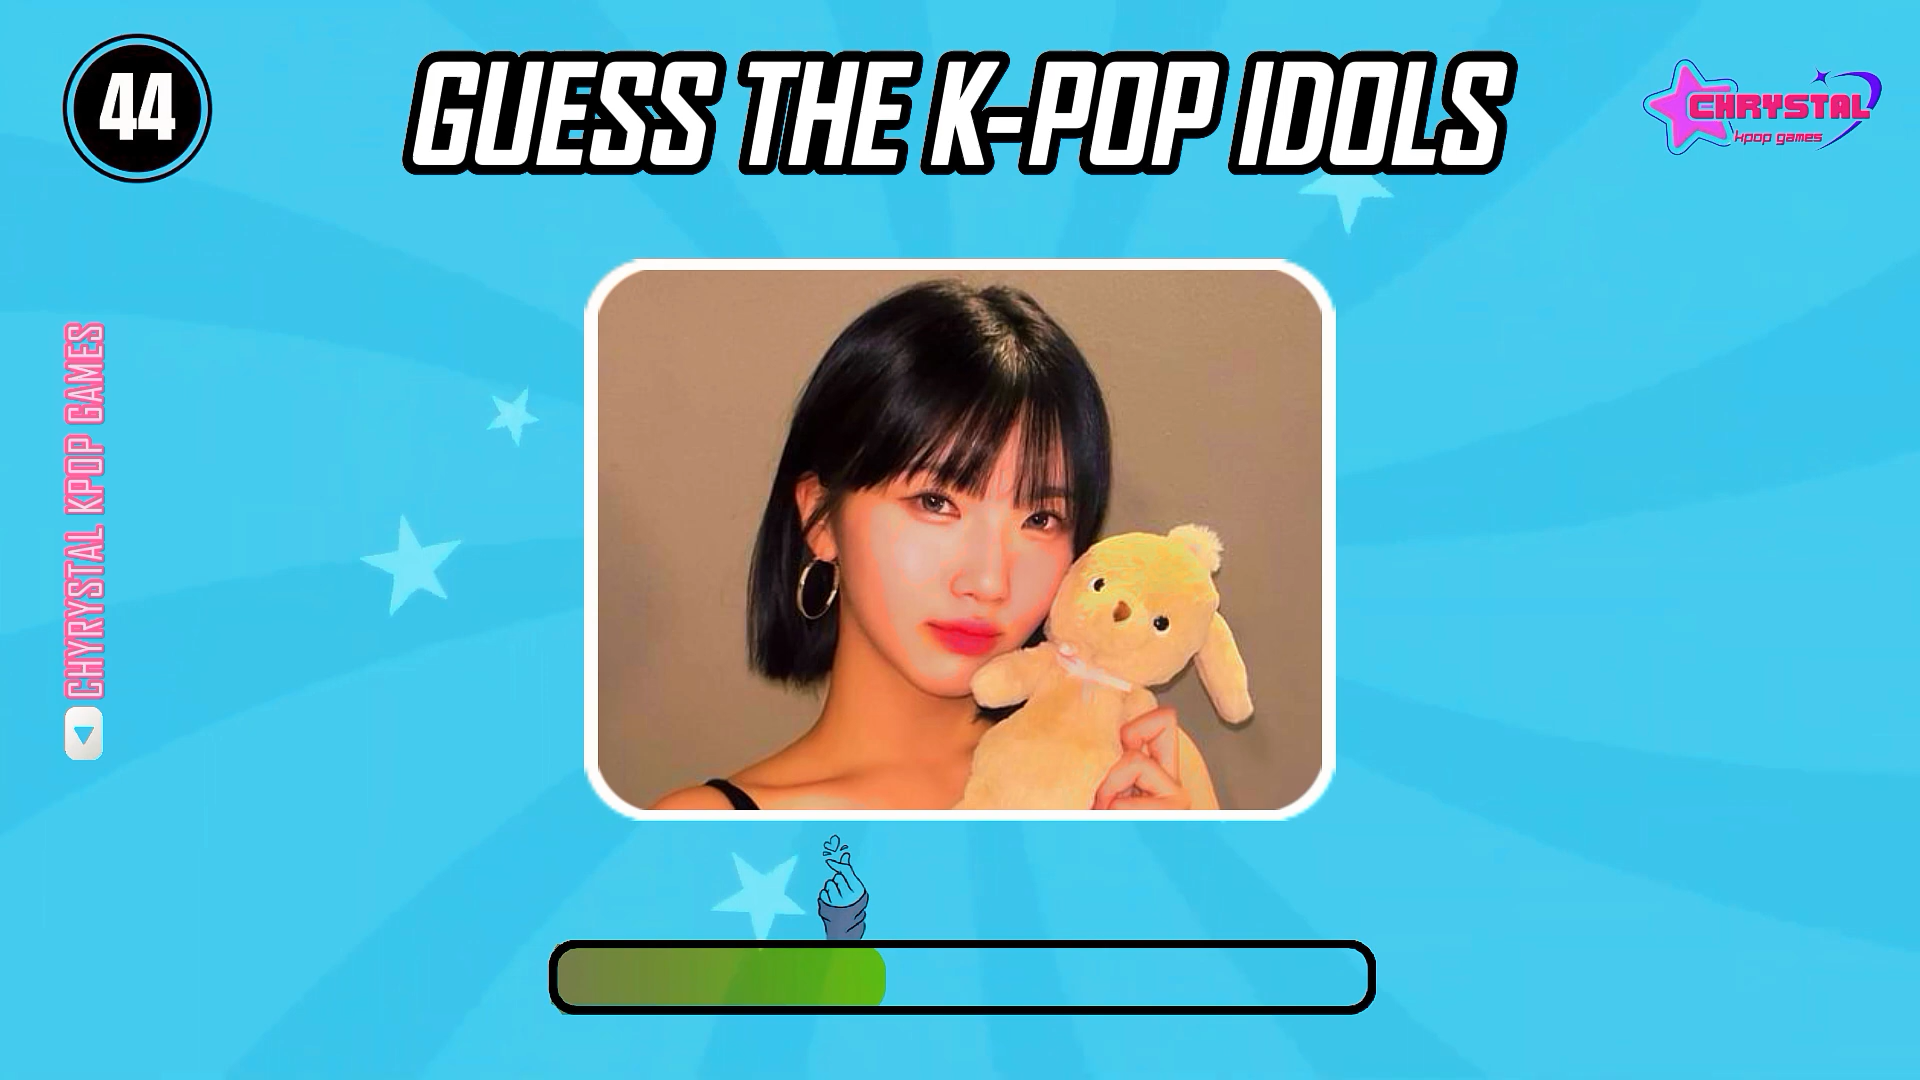 44
GUESS THE K-POP IDOLS
CHRYSTAL
kpop games
CHYRYSTAL KPOP GAMES